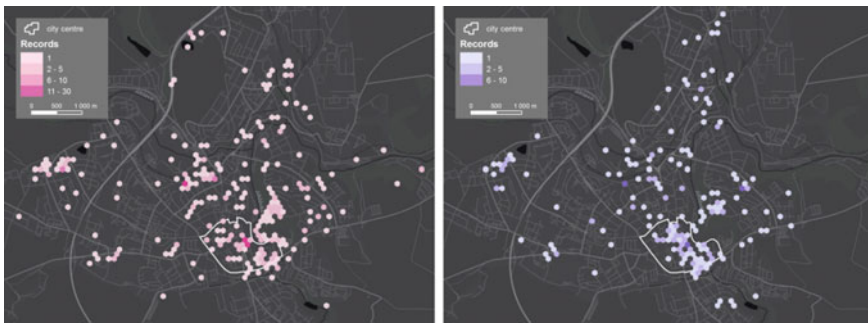 city centre
Records
1
2 - 5
6 - 10
11 - 30
0 500 1 000 m
city centre
Records
1
2 - 5
6 - 10
0 500 1 000 m